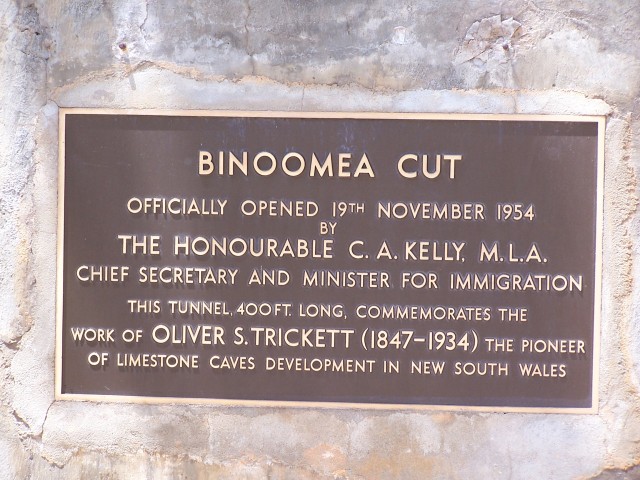 BINOOMEA CUT
OFFICIALLY OPENED 19TH NOVEMBER 1954
BY
THE HONOURABLE C. A. KELLY, M.L.A.
CHIEF SECRETARY AND MINISTER FOR IMMIGRATION
THIS TUNNEL, 400FT. LONG, COMMEMORATES THE
WORK OF OLIVER S. TRICKETT (1847-1934) THE PIONEER
OF LIMESTONE CAVES DEVELOPMENT IN NEW SOUTH WALES